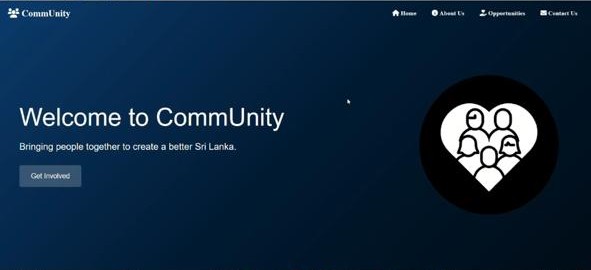 CommUnity
Home About Us Opportunities Contact Us
Welcome to CommUnity
Bringing people together to create a better Sri Lanka.
Get Involved